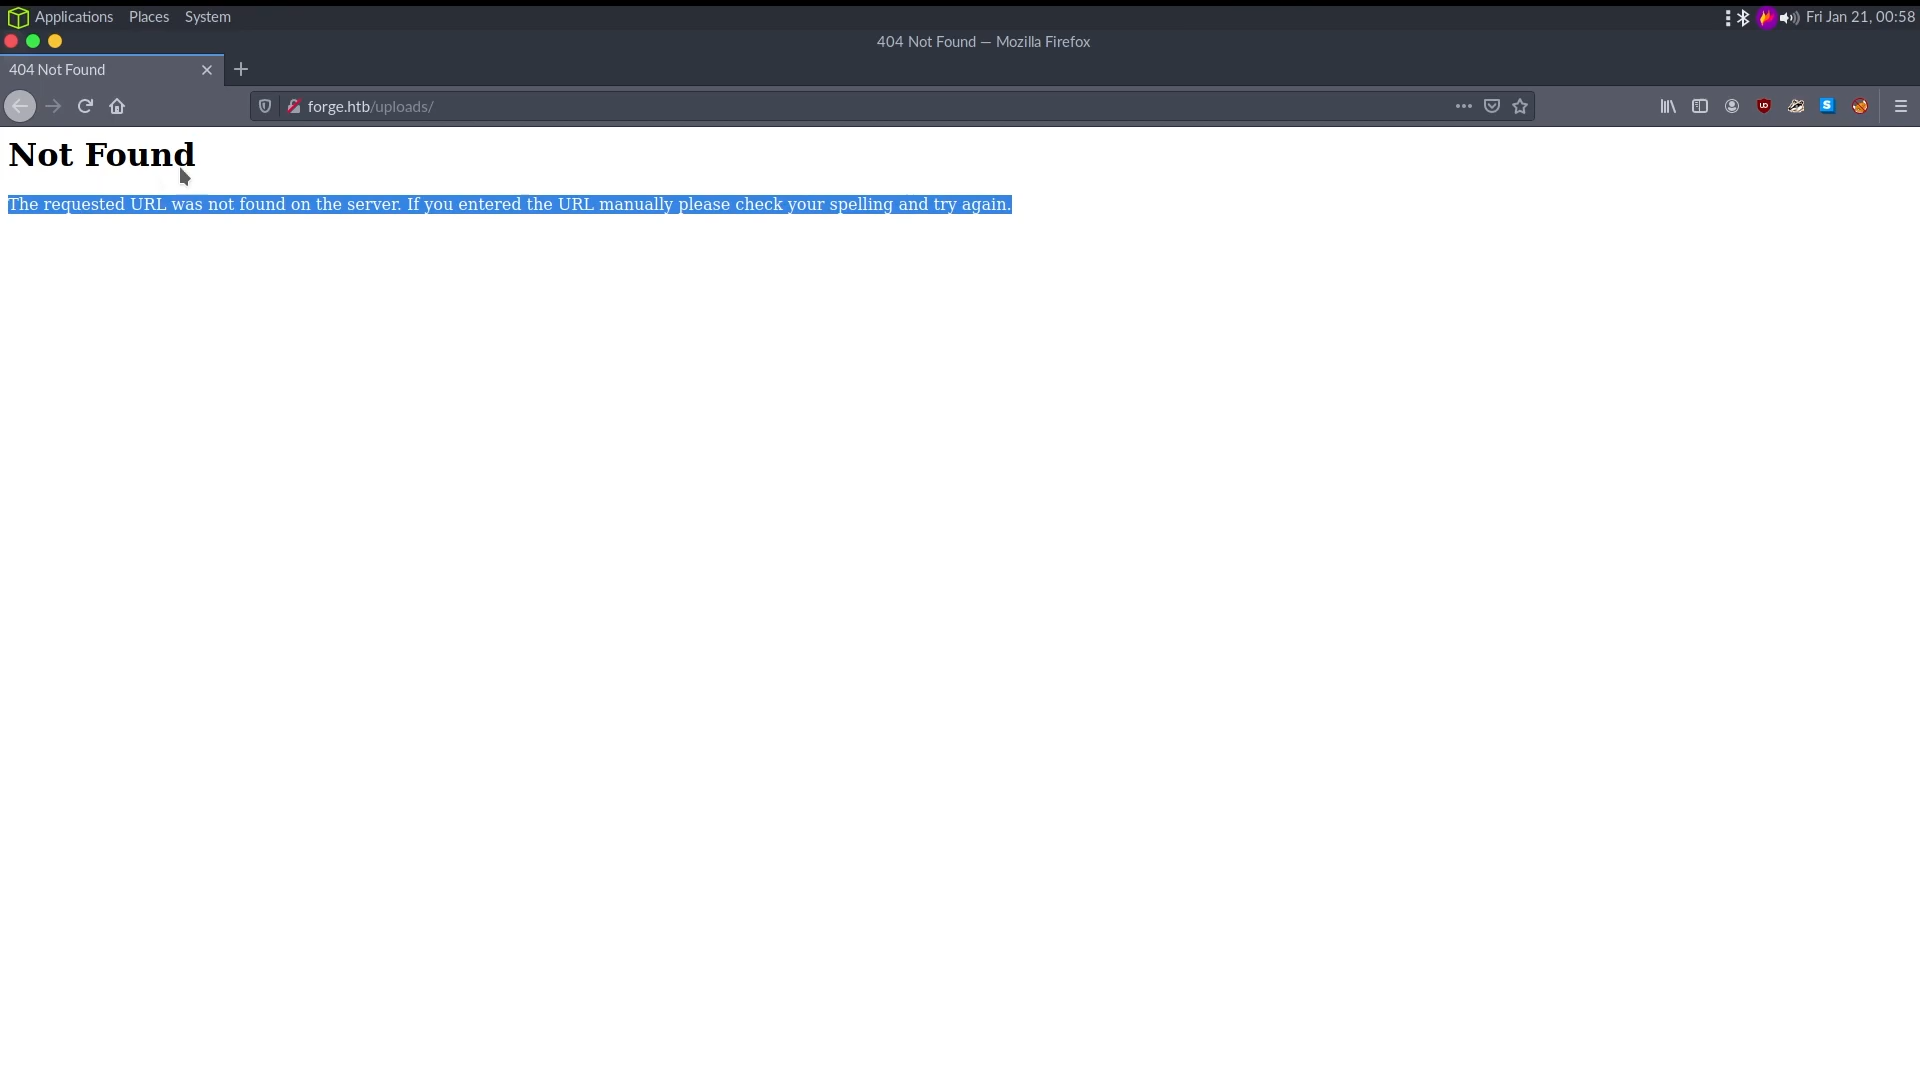 Applications Places System Fri Jan 21, 00:58
404 Not Found — Mozilla Firefox
404 Not Found
forge.htb/uploads/
Not Found
The requested URL was not found on the server. If you entered the URL manually please check your spelling and try again.